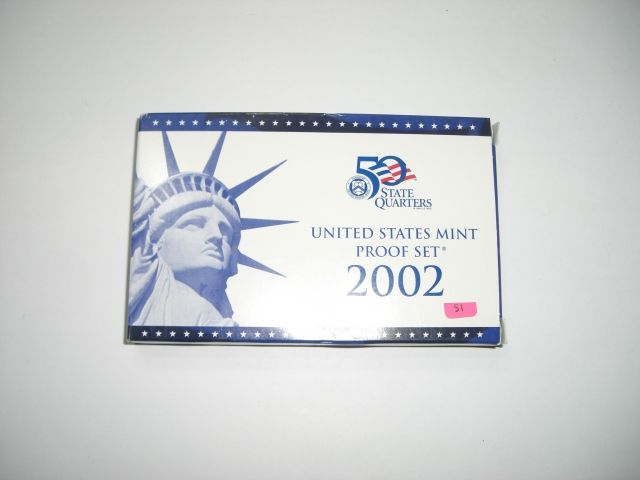 50
STATE
QUARTERS
UNITED STATES MINT
PROOF SET®
2002
51